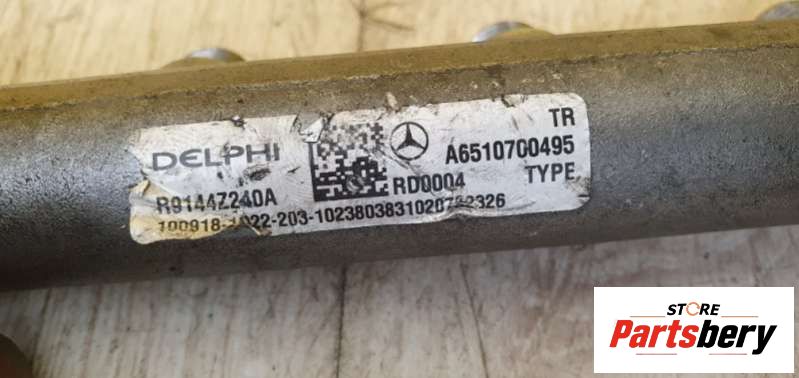 DELPHI
TR
A6510700495
R9144Z240A
RD0004
TYPE
STORE
Partsbery